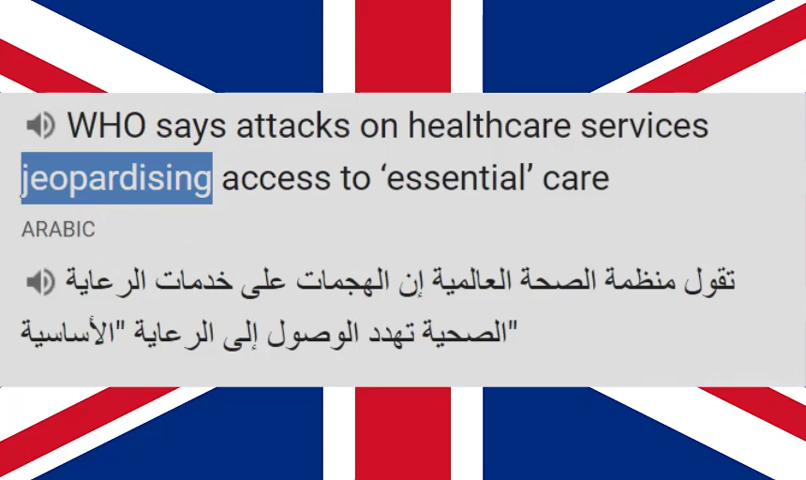 WHO says attacks on healthcare services
jeopardising access to ‘essential’ care
ARABIC
تقول منظمة الصحة العالمية إن الهجمات على خدمات الرعاية
الصحية تهدد الوصول إلى الرعاية "الأساسية"